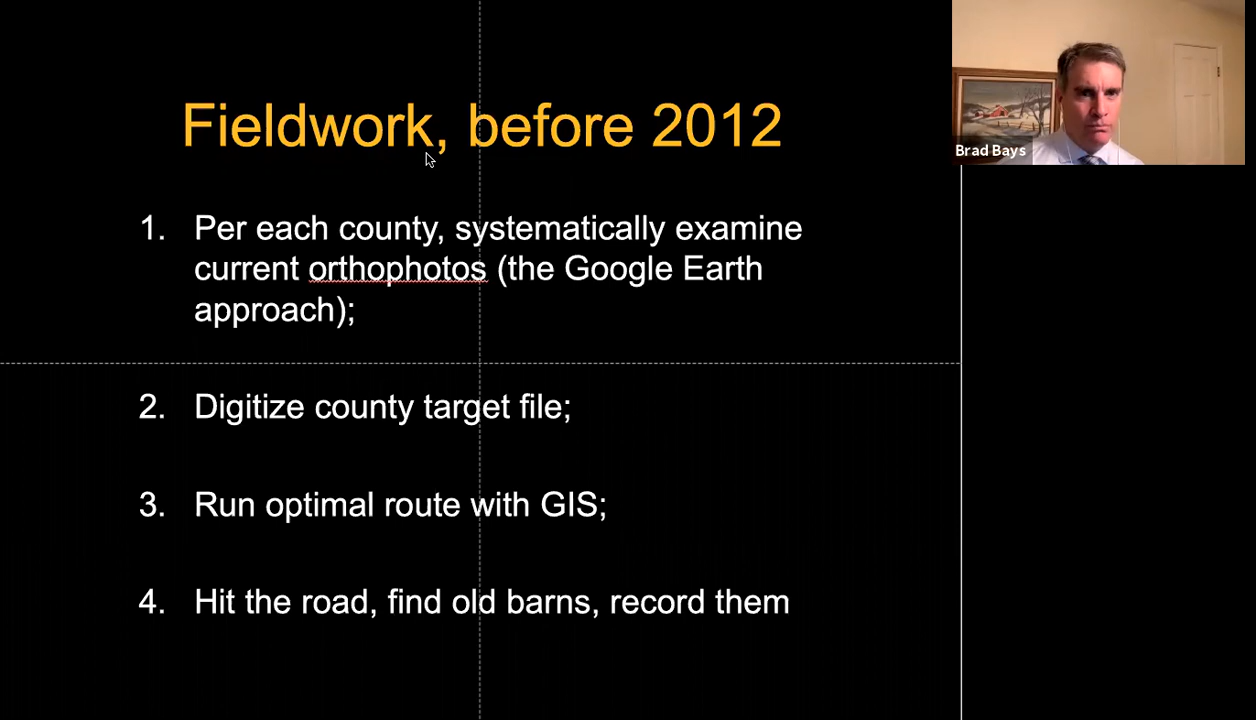 Fieldwork, before 2012
Brad Bays
1. Per each county, systematically examine
current orthophotos (the Google Earth
approach);
2. Digitize county target file;
3. Run optimal route with GIS;
4. Hit the road, find old barns, record them